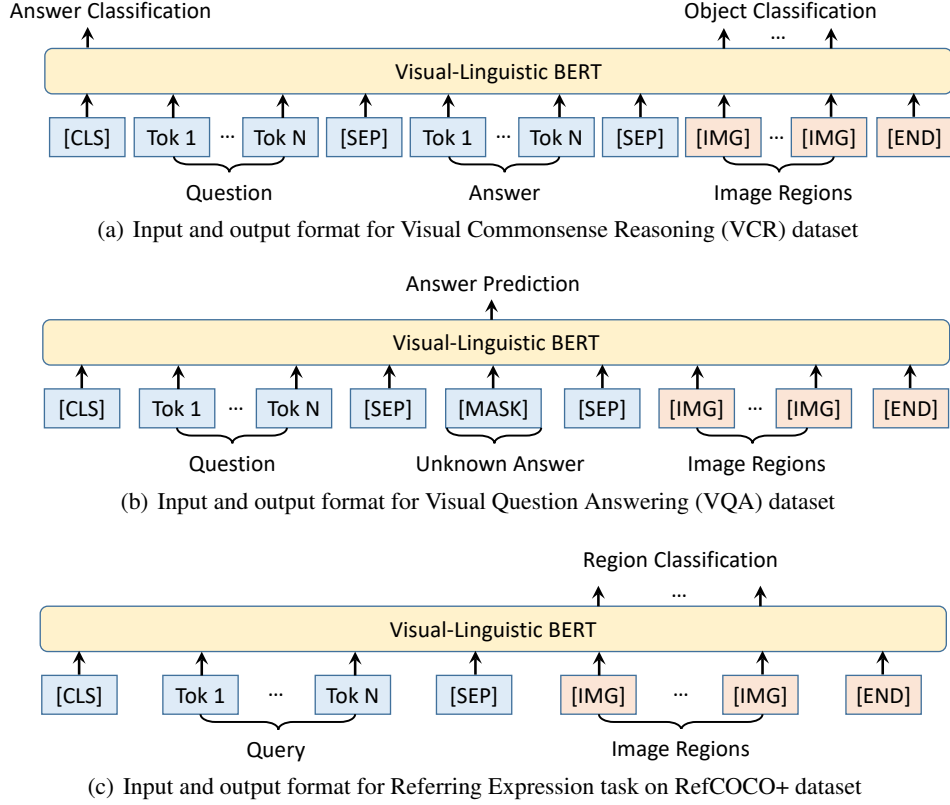 Answer Classification Object Classification
...
Visual-Linguistic BERT
[CLS] Tok 1 ... Tok N [SEP] Tok 1 ... Tok N [SEP] [IMG] ... [IMG] [END]
Question Answer Image Regions
(a) Input and output format for Visual Commonsense Reasoning (VCR) dataset
Answer Prediction
Visual-Linguistic BERT
[CLS] Tok 1 ... Tok N [SEP] [MASK] [SEP] [IMG] ... [IMG] [END]
Question Unknown Answer Image Regions
(b) Input and output format for Visual Question Answering (VQA) dataset
Region Classification
...
Visual-Linguistic BERT
[CLS] Tok 1 ... Tok N [SEP] [IMG] ... [IMG] [END]
Query Image Regions
(c) Input and output format for Referring Expression task on RefCOCO+ dataset